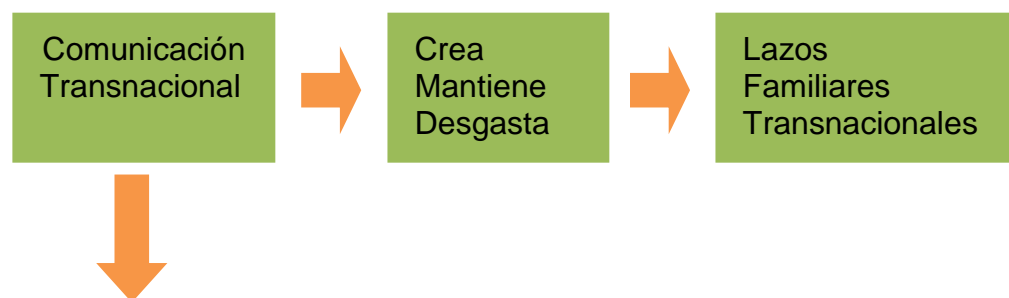 Comunicación
Transnacional
Crea
Mantiene
Desgasta
Lazos
Familiares
Transnacionales